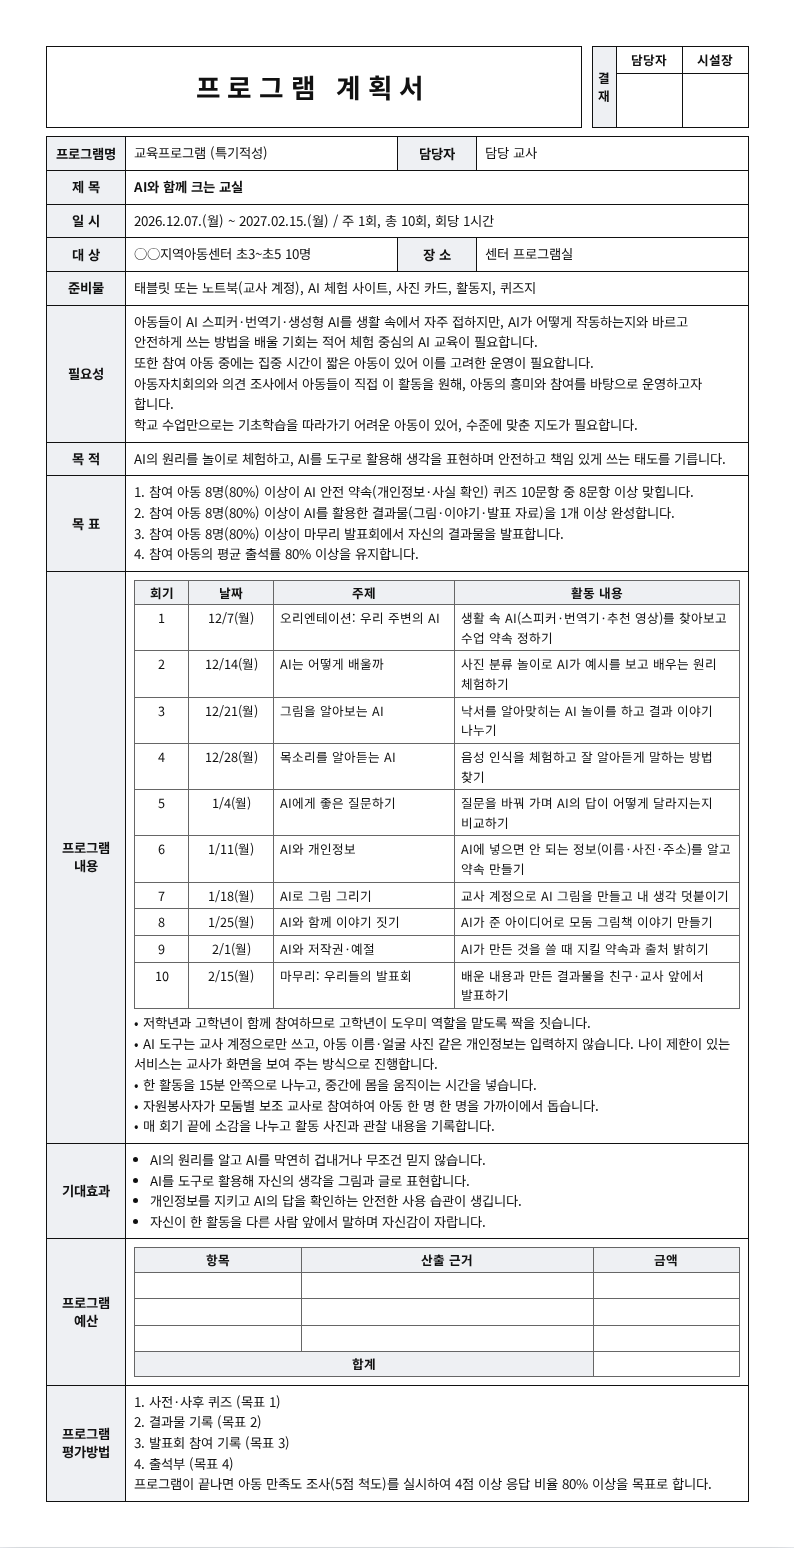 프로그램 계획서
결재
담당자 시설장
프로그램명 교육프로그램 (특기적성) 담당자 담당 교사
제 목 AI와 함께 크는 교실
일 시 2026.12.07.(월) ~ 2027.02.15.(월) / 주 1회, 총 10회, 회당 1시간
대 상 〇〇지역아동센터 초3~초5 10명 장 소 센터 프로그램실
준비물 태블릿 또는 노트북(교사 계정), AI 체험 사이트, 사진 카드, 활동지, 퀴즈지
필요성
아동들이 AI 스피커·번역기·생성형 AI를 생활 속에서 자주 접하지만, AI가 어떻게 작동하는지와 바르고
안전하게 쓰는 방법을 배울 기회는 적어 체험 중심의 AI 교육이 필요합니다.
또한 참여 아동 중에는 집중 시간이 짧은 아동이 있어 이를 고려한 운영이 필요합니다.
아동자치회의와 의견 조사에서 아동들이 직접 이 활동을 원해, 아동의 흥미와 참여를 바탕으로 운영하고자
합니다.
학교 수업만으로는 기초학습을 따라가기 어려운 아동이 있어, 수준에 맞춘 지도가 필요합니다.
목 적 AI의 원리를 놀이로 체험하고, AI를 도구로 활용해 생각을 표현하며 안전하고 책임 있게 쓰는 태도를 기릅니다.
목 표
1. 참여 아동 8명(80%) 이상이 AI 안전 약속(개인정보·사실 확인) 퀴즈 10문항 중 8문항 이상 맞힙니다.
2. 참여 아동 8명(80%) 이상이 AI를 활용한 결과물(그림·이야기·발표 자료)을 1개 이상 완성합니다.
3. 참여 아동 8명(80%) 이상이 마무리 발표회에서 자신의 결과물을 발표합니다.
4. 참여 아동의 평균 출석률 80% 이상을 유지합니다.
프로그램
내용
회기 날짜 주제 활동 내용
1 12/7(월) 오리엔테이션: 우리 주변의 AI 생활 속 AI(스피커·번역기·추천 영상)를 찾아보고
수업 약속 정하기
2 12/14(월) AI는 어떻게 배울까 사진 분류 놀이로 AI가 예시를 보고 배우는 원리
체험하기
3 12/21(월) 그림을 알아보는 AI 낙서를 알아맞히는 AI 놀이를 하고 결과 이야기
나누기
4 12/28(월) 목소리를 알아듣는 AI 음성 인식을 체험하고 잘 알아듣게 말하는 방법
찾기
5 1/4(월) AI에게 좋은 질문하기 질문을 바꿔 가며 AI의 답이 어떻게 달라지는지
비교하기
6 1/11(월) AI와 개인정보 AI에 넣으면 안 되는 정보(이름·사진·주소)를 알고
약속 만들기
7 1/18(월) AI로 그림 그리기 교사 계정으로 AI 그림을 만들고 내 생각 덧붙이기
8 1/25(월) AI와 함께 이야기 짓기 AI가 준 아이디어로 모둠 그림책 이야기 만들기
9 2/1(월) AI와 저작권·예절 AI가 만든 것을 쓸 때 지킬 약속과 출처 밝히기
10 2/15(월) 마무리: 우리들의 발표회 배운 내용과 만든 결과물을 친구·교사 앞에서
발표하기
• 저학년과 고학년이 함께 참여하므로 고학년이 도우미 역할을 맡도록 짝을 짓습니다.
• AI 도구는 교사 계정으로만 쓰고, 아동 이름·얼굴 사진 같은 개인정보는 입력하지 않습니다. 나이 제한이 있는
서비스는 교사가 화면을 보여 주는 방식으로 진행합니다.
• 한 활동을 15분 안쪽으로 나누고, 중간에 몸을 움직이는 시간을 넣습니다.
• 자원봉사자가 모둠별 보조 교사로 참여하여 아동 한 명 한 명을 가까이에서 돕습니다.
• 매 회기 끝에 소감을 나누고 활동 사진과 관찰 내용을 기록합니다.
기대효과
• AI의 원리를 알고 AI를 막연히 겁내거나 무조건 믿지 않습니다.
• AI를 도구로 활용해 자신의 생각을 그림과 글로 표현합니다.
• 개인정보를 지키고 AI의 답을 확인하는 안전한 사용 습관이 생깁니다.
• 자신이 한 활동을 다른 사람 앞에서 말하며 자신감이 자랍니다.
프로그램
예산
항목 산출 근거 금액
합계
프로그램
평가방법
1. 사전·사후 퀴즈 (목표 1)
2. 결과물 기록 (목표 2)
3. 발표회 참여 기록 (목표 3)
4. 출석부 (목표 4)
프로그램이 끝나면 아동 만족도 조사(5점 척도)를 실시하여 4점 이상 응답 비율 80% 이상을 목표로 합니다.